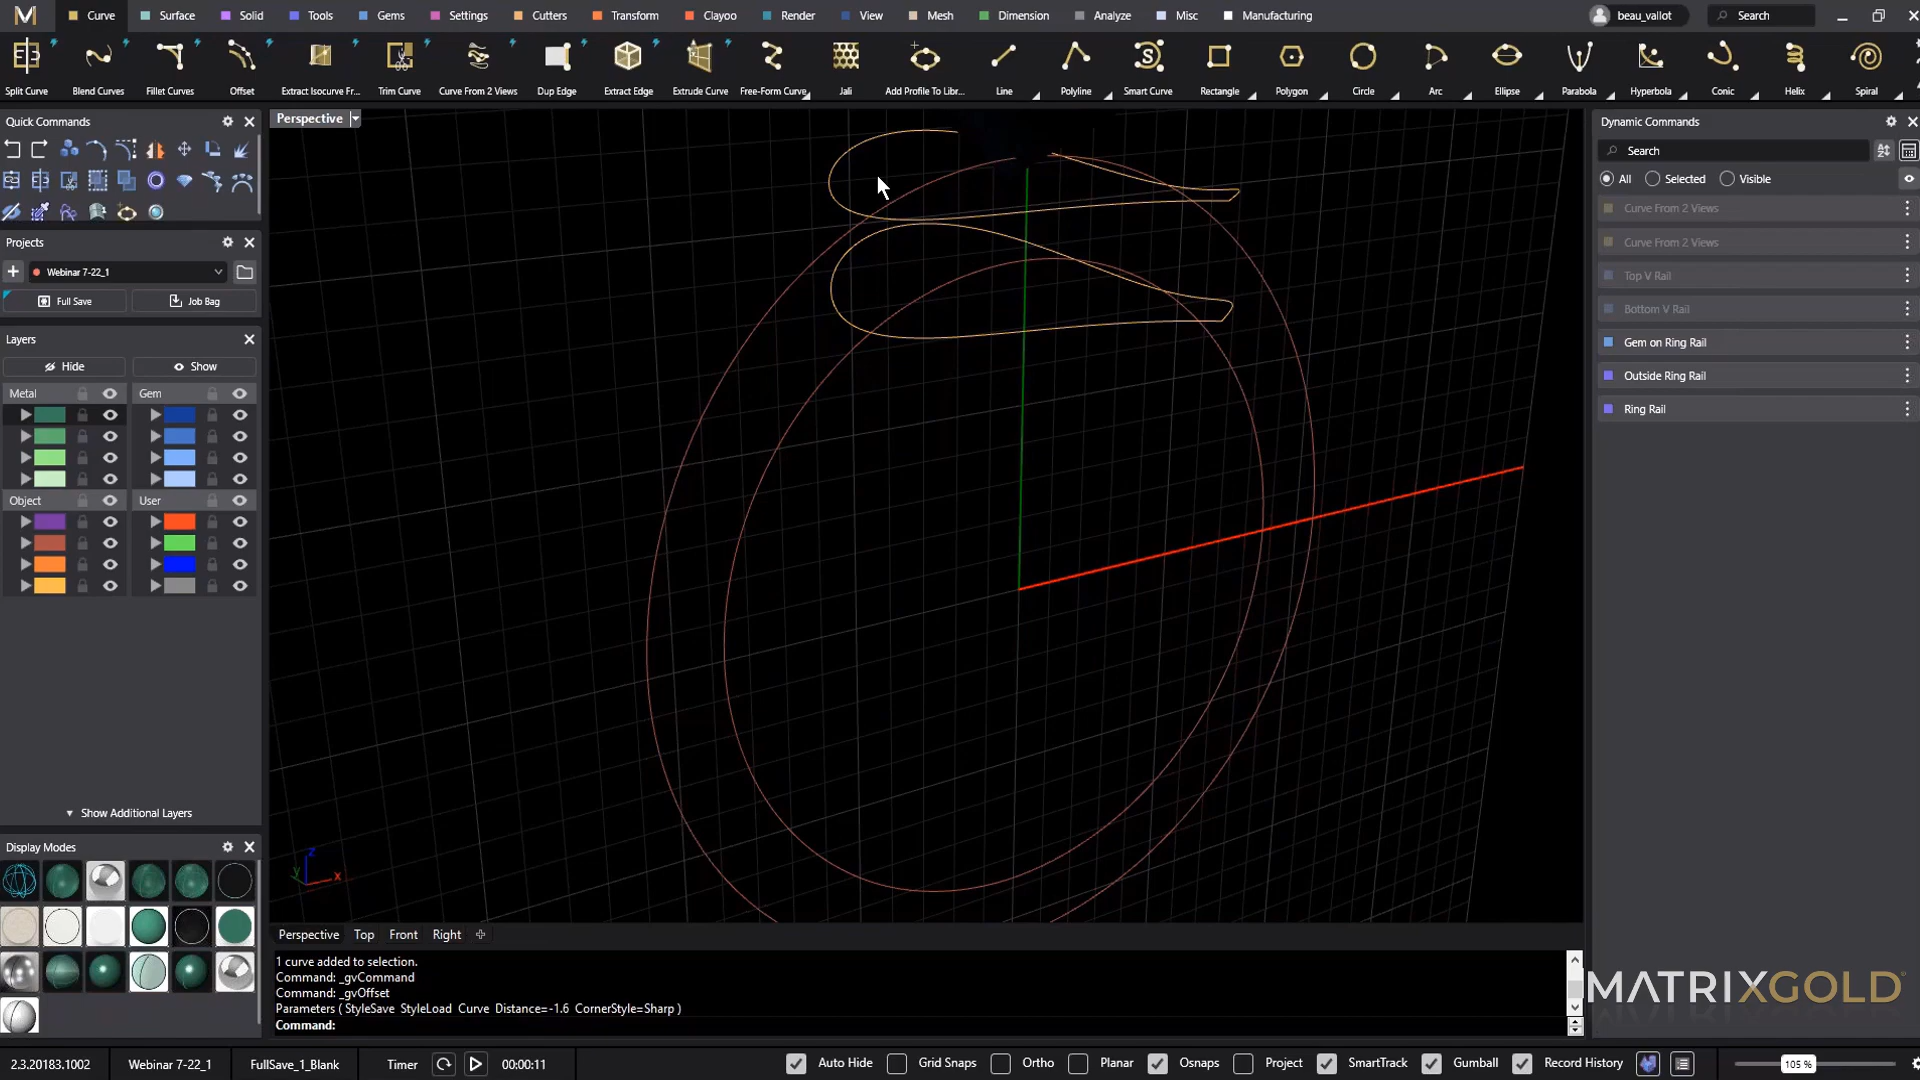 Curve Surface Solid Tools Gems Settings Cutters Transform Clayoo Render View Mesh Dimension Analyze Misc Manufacturing beau_vallot Search
Split Curve Blend Curves Fillet Curves Offset Extract Isocurve Fr... Trim Curve Curve From 2 Views Dup Edge Extract Edge Extrude Curve Free-Form Curve Jali Add Profile To Libr... Line Polyline Smart Curve Rectangle Polygon Circle Arc Ellipse Parabola Hyperbola Conic Helix Spiral
Quick Commands
Projects
Webinar 7-22_1
Full Save Job Bag
Layers
Hide Show
Metal Gem
Object User
Show Additional Layers
Display Modes
Perspective
Perspective Top Front Right
1 curve added to selection.
Command: _gvCommand
Command: _gvOffset
Parameters ( StyleSave StyleLoad Curve Distance=-1.6 CornerStyle=Sharp )
Command:
z
y
x
Dynamic Commands
Search
All Selected Visible
Curve From 2 Views
Curve From 2 Views
Top V Rail
Bottom V Rail
Gem on Ring Rail
Outside Ring Rail
Ring Rail
MATRIXGOLD
2.3.20183.1002 Webinar 7-22_1 FullSave_1_Blank Timer 00:00:11 Auto Hide Grid Snaps Ortho Planar Osnaps Project SmartTrack Gumball Record History 105 %